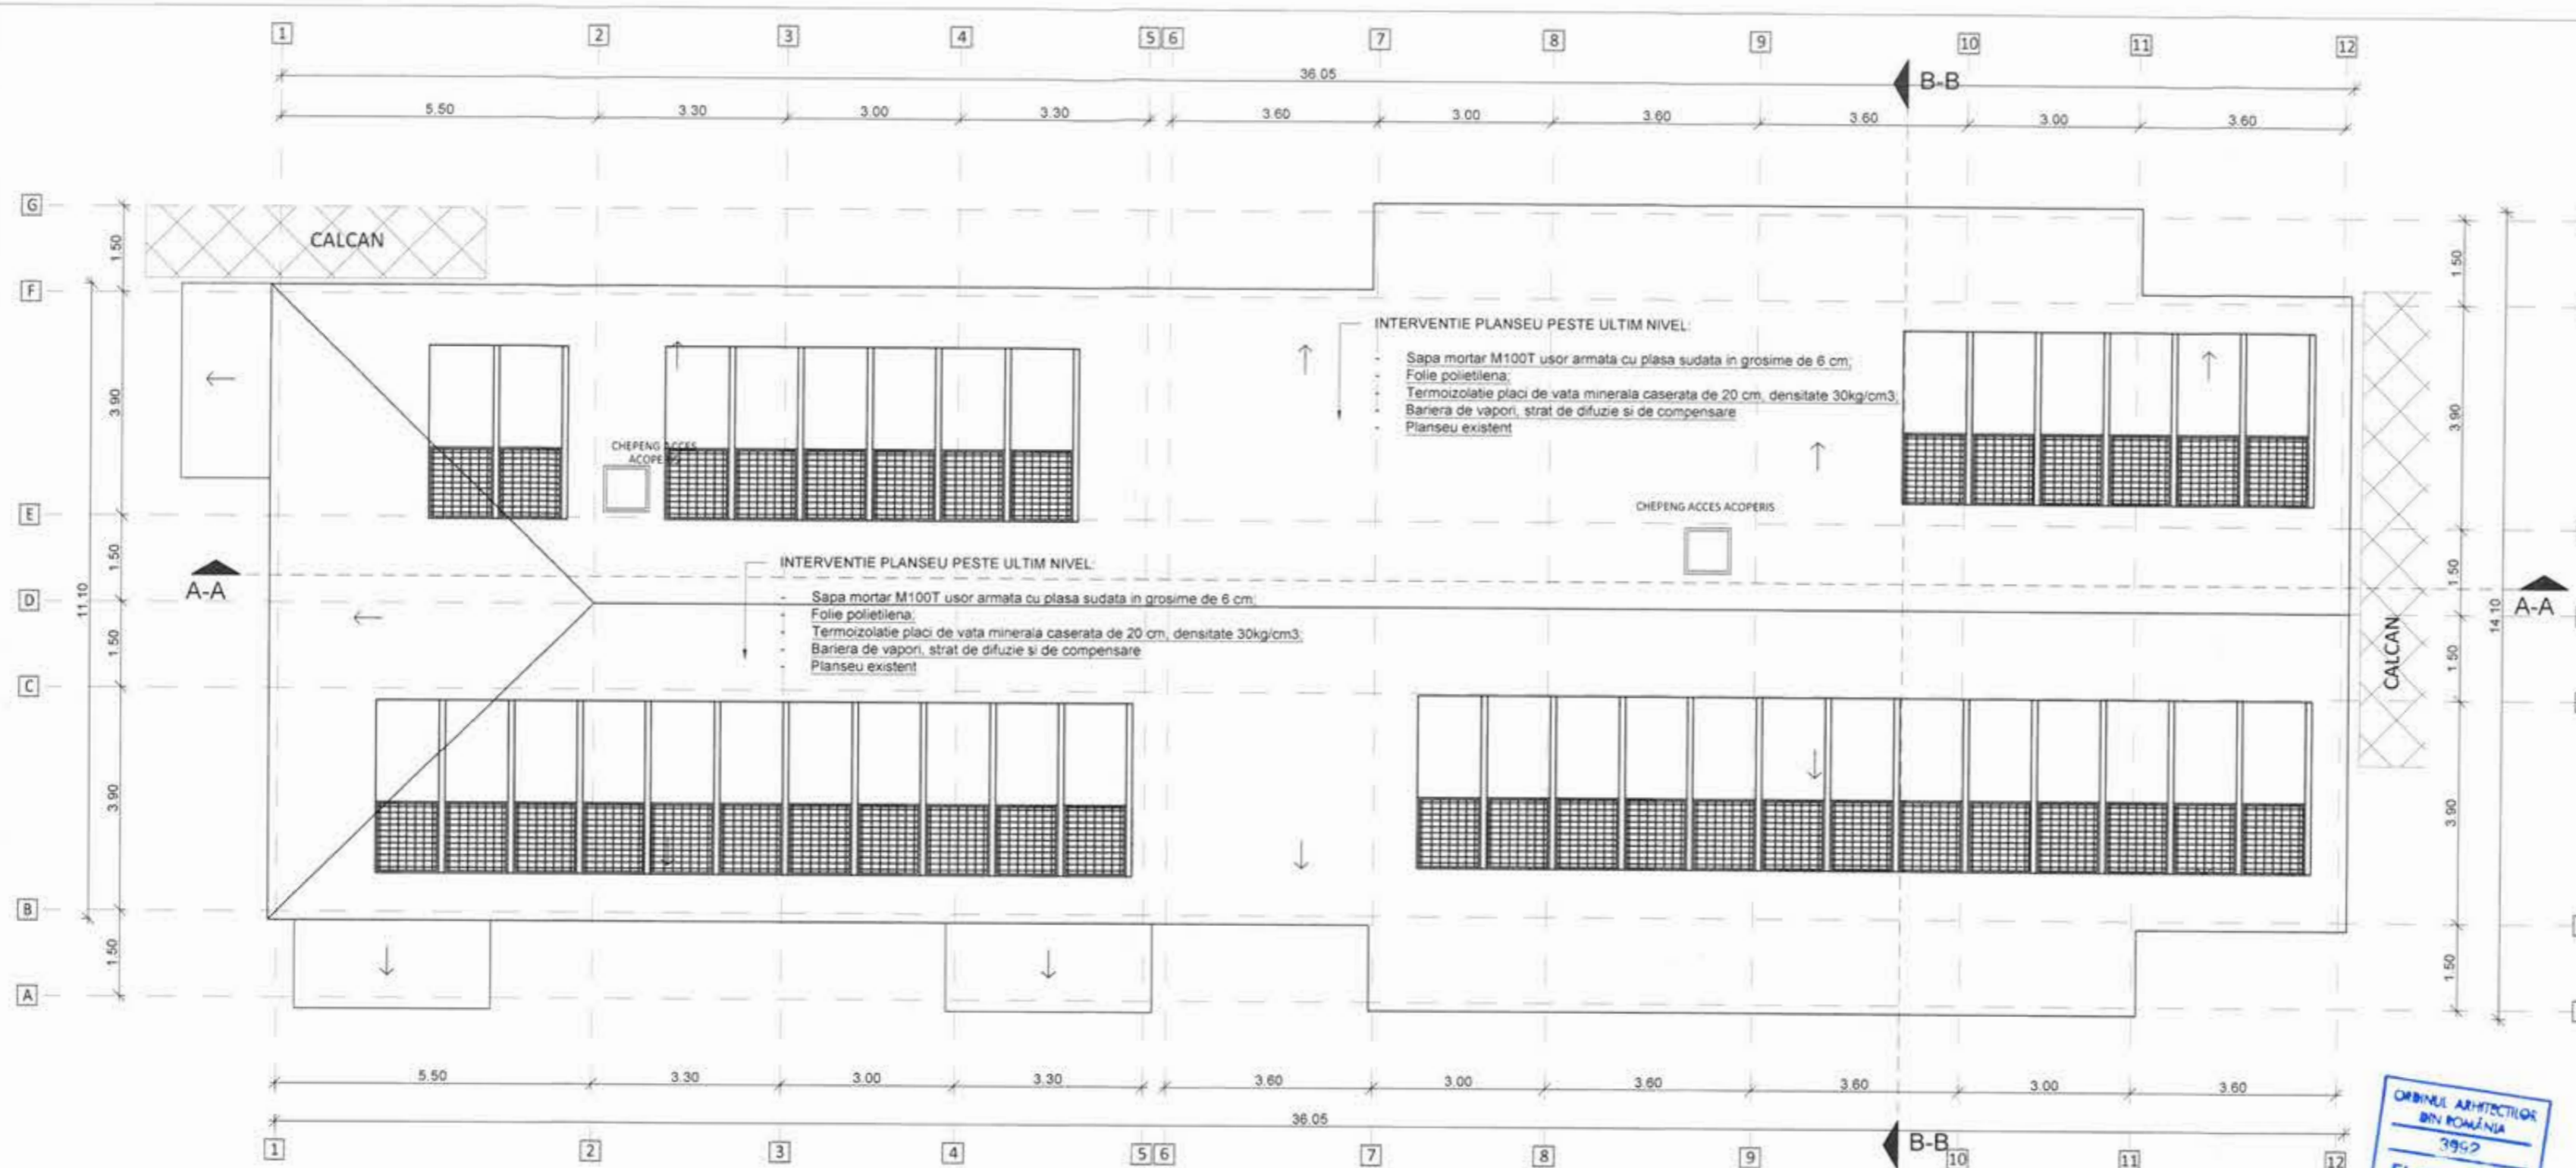 1 2 3 4 5 6 7 8 9 10 11 12
36.05
B-B
5.50 3.30 3.00 3.30 3.60 3.00 3.60 3.60 3.00 3.60
G
1.50
CALCAN
1.50
F
INTERVENTIE PLANSEU PESTE ULTIM NIVEL:
- Sapa mortar M100T usor armata cu plasa sudata in grosime de 6 cm;
- Folie polietilena;
- Termoizolatie placi de vata minerala caserata de 20 cm, densitate 30kg/cm3;
- Bariera de vapori, strat de difuzie si de compensare
- Planseu existent
3.90
3.90
CHEPENG ACCES
ACOPERIS
CHEPENG ACCES ACOPERIS
E
1.50
1.50
INTERVENTIE PLANSEU PESTE ULTIM NIVEL:
A-A
A-A
11.10
14.10
D
- Sapa mortar M100T usor armata cu plasa sudata in grosime de 6 cm;
- Folie polietilena;
- Termoizolatie placi de vata minerala caserata de 20 cm, densitate 30kg/cm3;
- Bariera de vapori, strat de difuzie si de compensare
- Planseu existent
1.50
1.50
CALCAN
C
3.90
3.90
B
1.50
1.50
A
5.50 3.30 3.00 3.30 3.60 3.00 3.60 3.60 3.00 3.60
36.05
B-B
1 2 3 4 5 6 7 8 9 10 11 12
ORDINUL ARHITECTILOR
DIN ROMÂNIA
3992